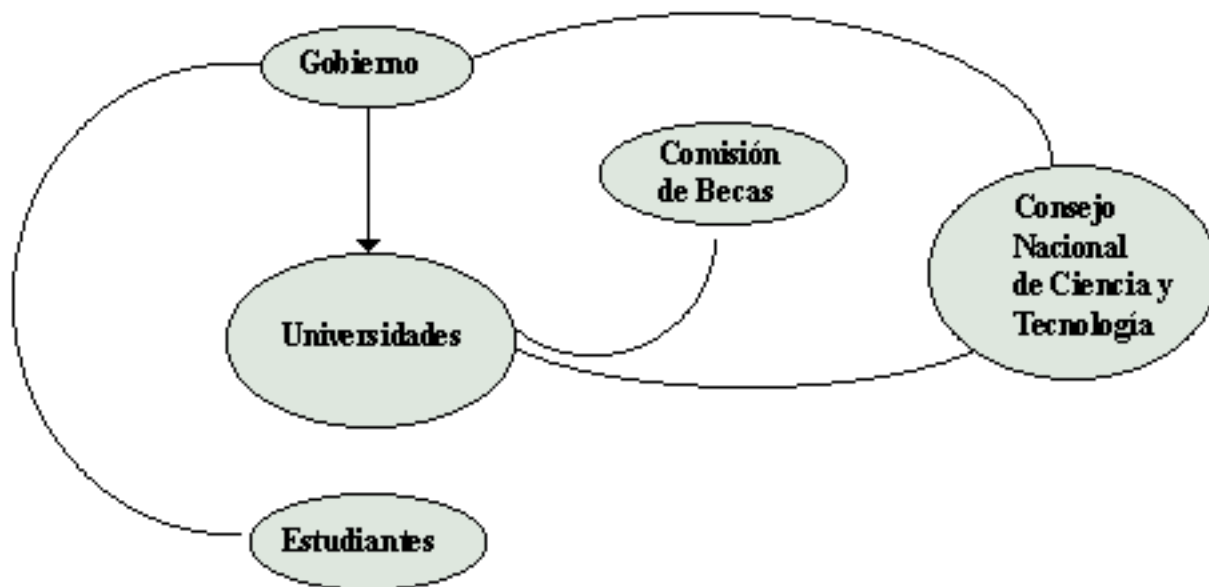 Gobierno
Comisión
de Becas
Consejo
Nacional
de Ciencia y
Tecnología
Universidades
Estudiantes